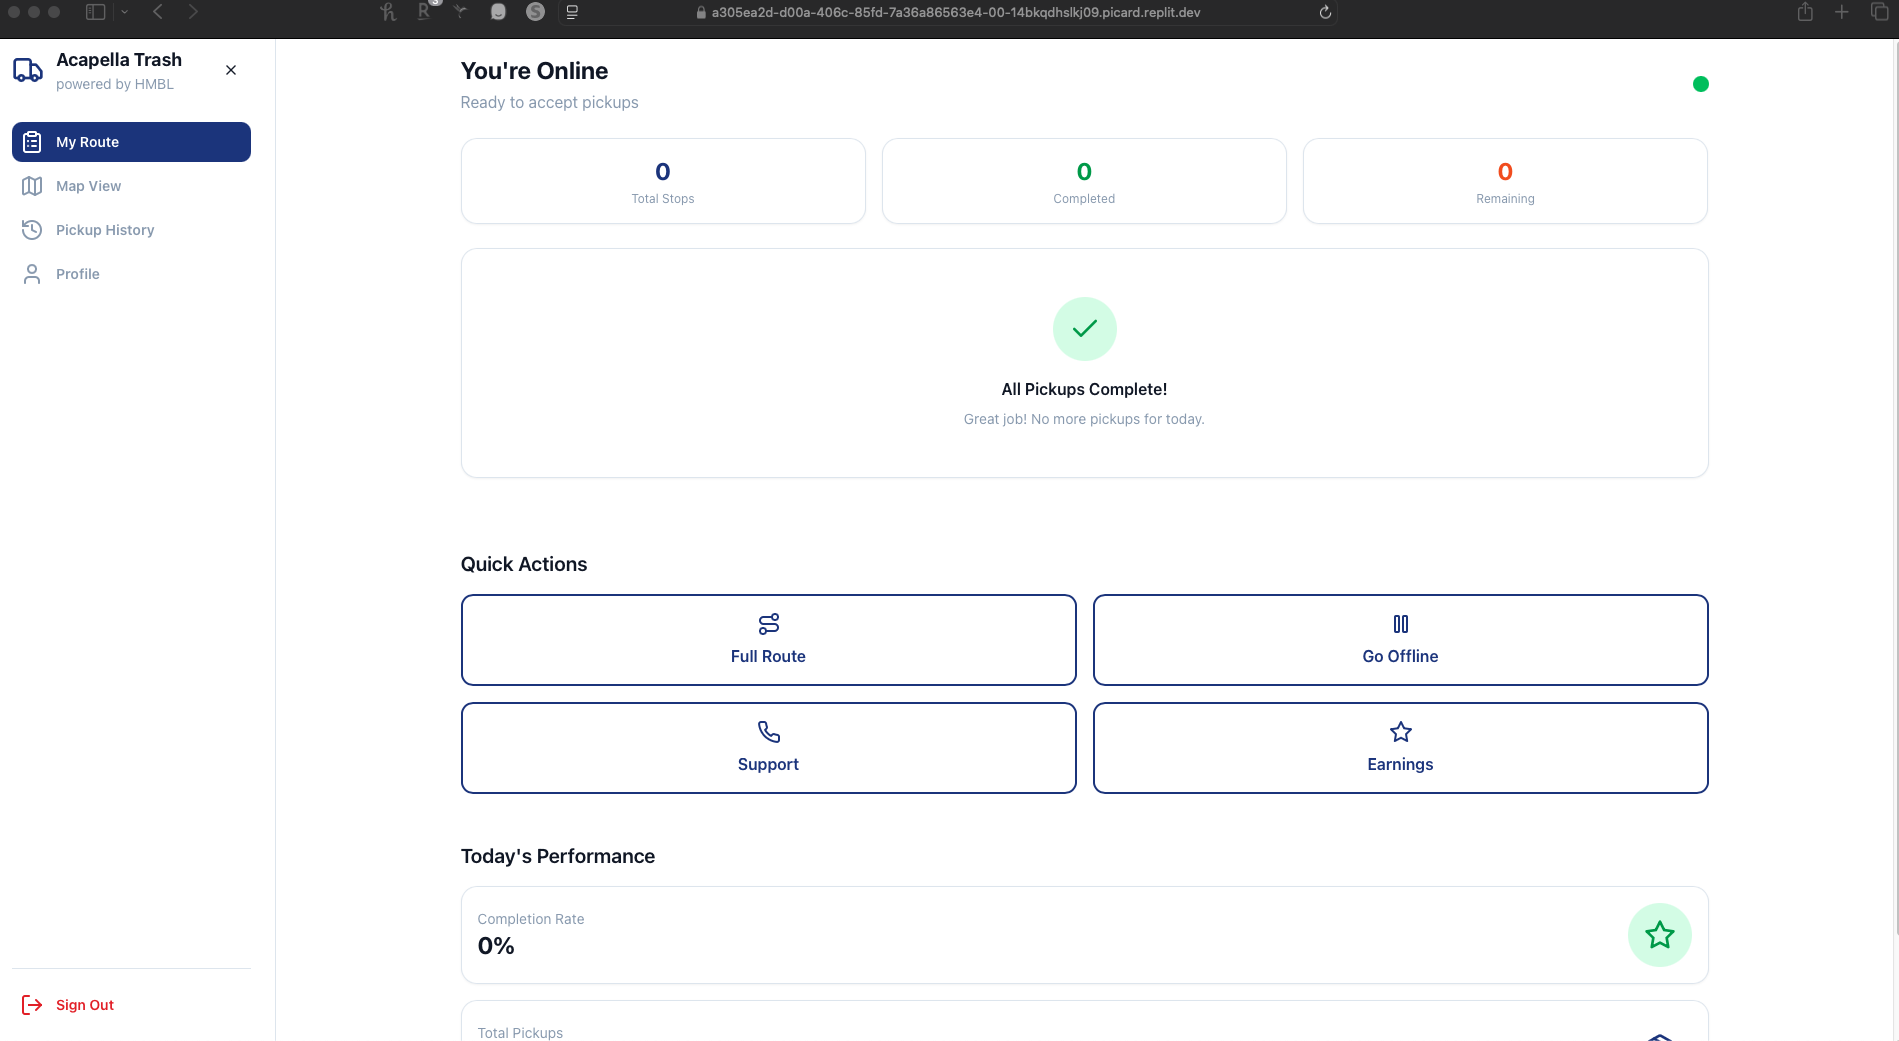 a305ea2d-d00a-406c-85fd-7a36a86563e4-00-14bkqdhslkj09.picard.replit.dev
Acapella Trash
powered by HMBL
My Route
Map View
Pickup History
Profile
Sign Out
You're Online
Ready to accept pickups
0
Total Stops
0
Completed
0
Remaining
All Pickups Complete!
Great job! No more pickups for today.
Quick Actions
Full Route
Go Offline
Support
Earnings
Today's Performance
Completion Rate
0%
Total Pickups